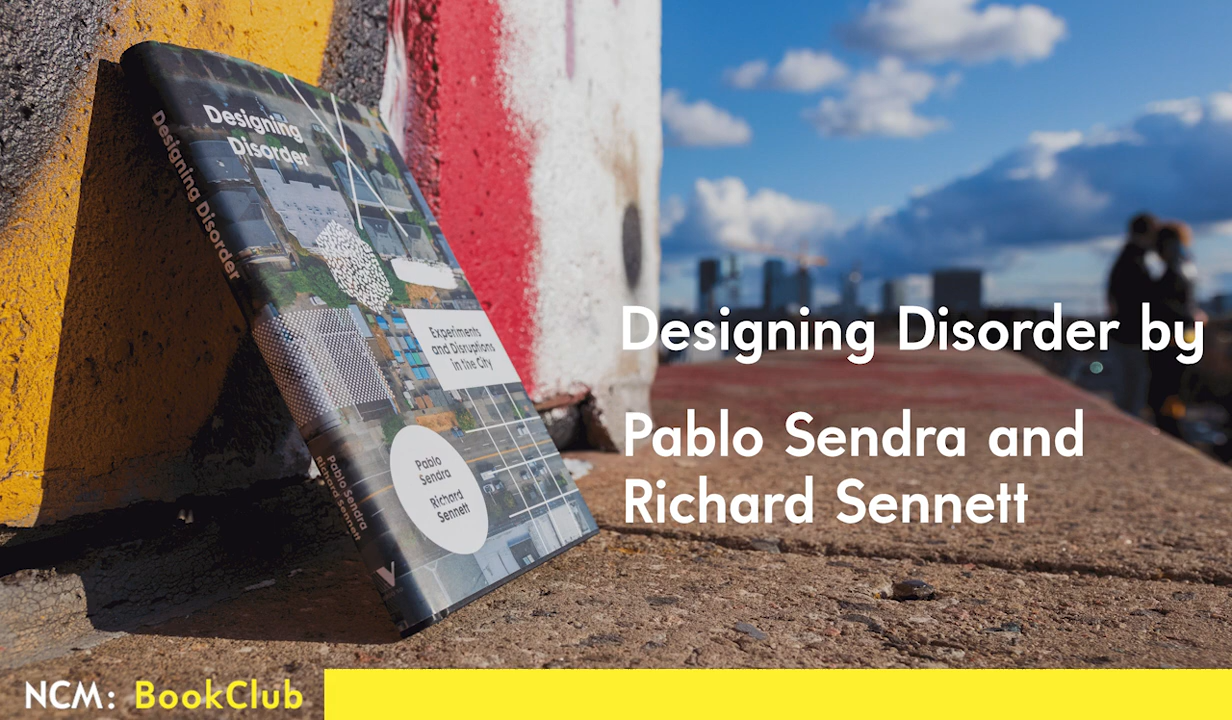 Designing
Disorder
Designing Disorder
Experiments
and Disruptions
in the City
Pablo
Sendra
Richard
Sennett
Pablo Sendra
Richard Sennett
Designing Disorder by
Pablo Sendra and
Richard Sennett
NCM: BookClub